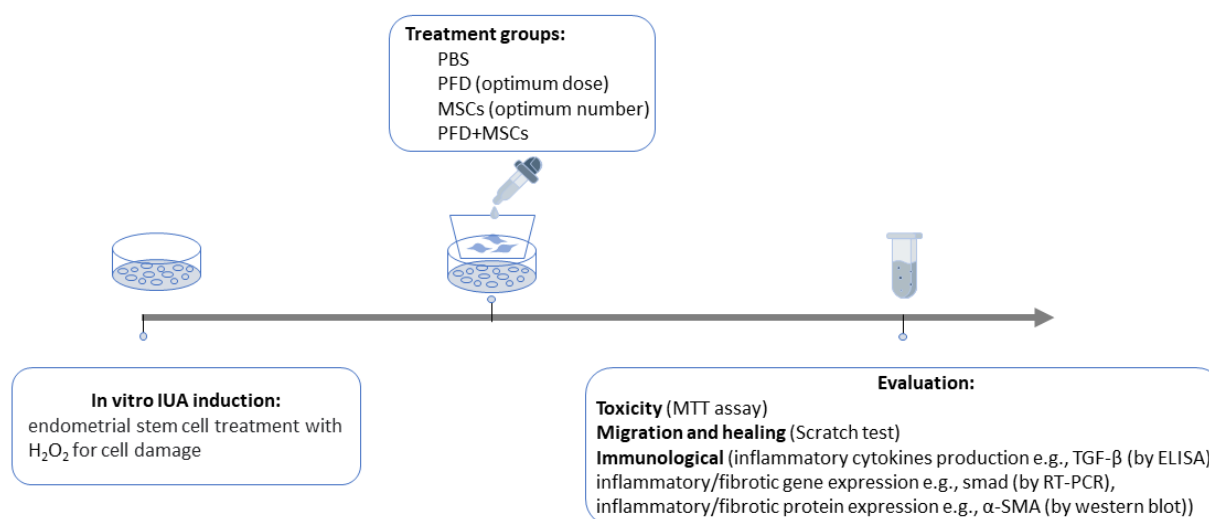 Treatment groups:
PBS
PFD (optimum dose)
MSCs (optimum number)
PFD+MSCs
In vitro IUA induction:
endometrial stem cell treatment with
H₂O₂ for cell damage
Evaluation:
Toxicity (MTT assay)
Migration and healing (Scratch test)
Immunological (inflammatory cytokines production e.g., TGF-β (by ELISA)
inflammatory/fibrotic gene expression e.g., smad (by RT-PCR),
inflammatory/fibrotic protein expression e.g., α-SMA (by western blot))